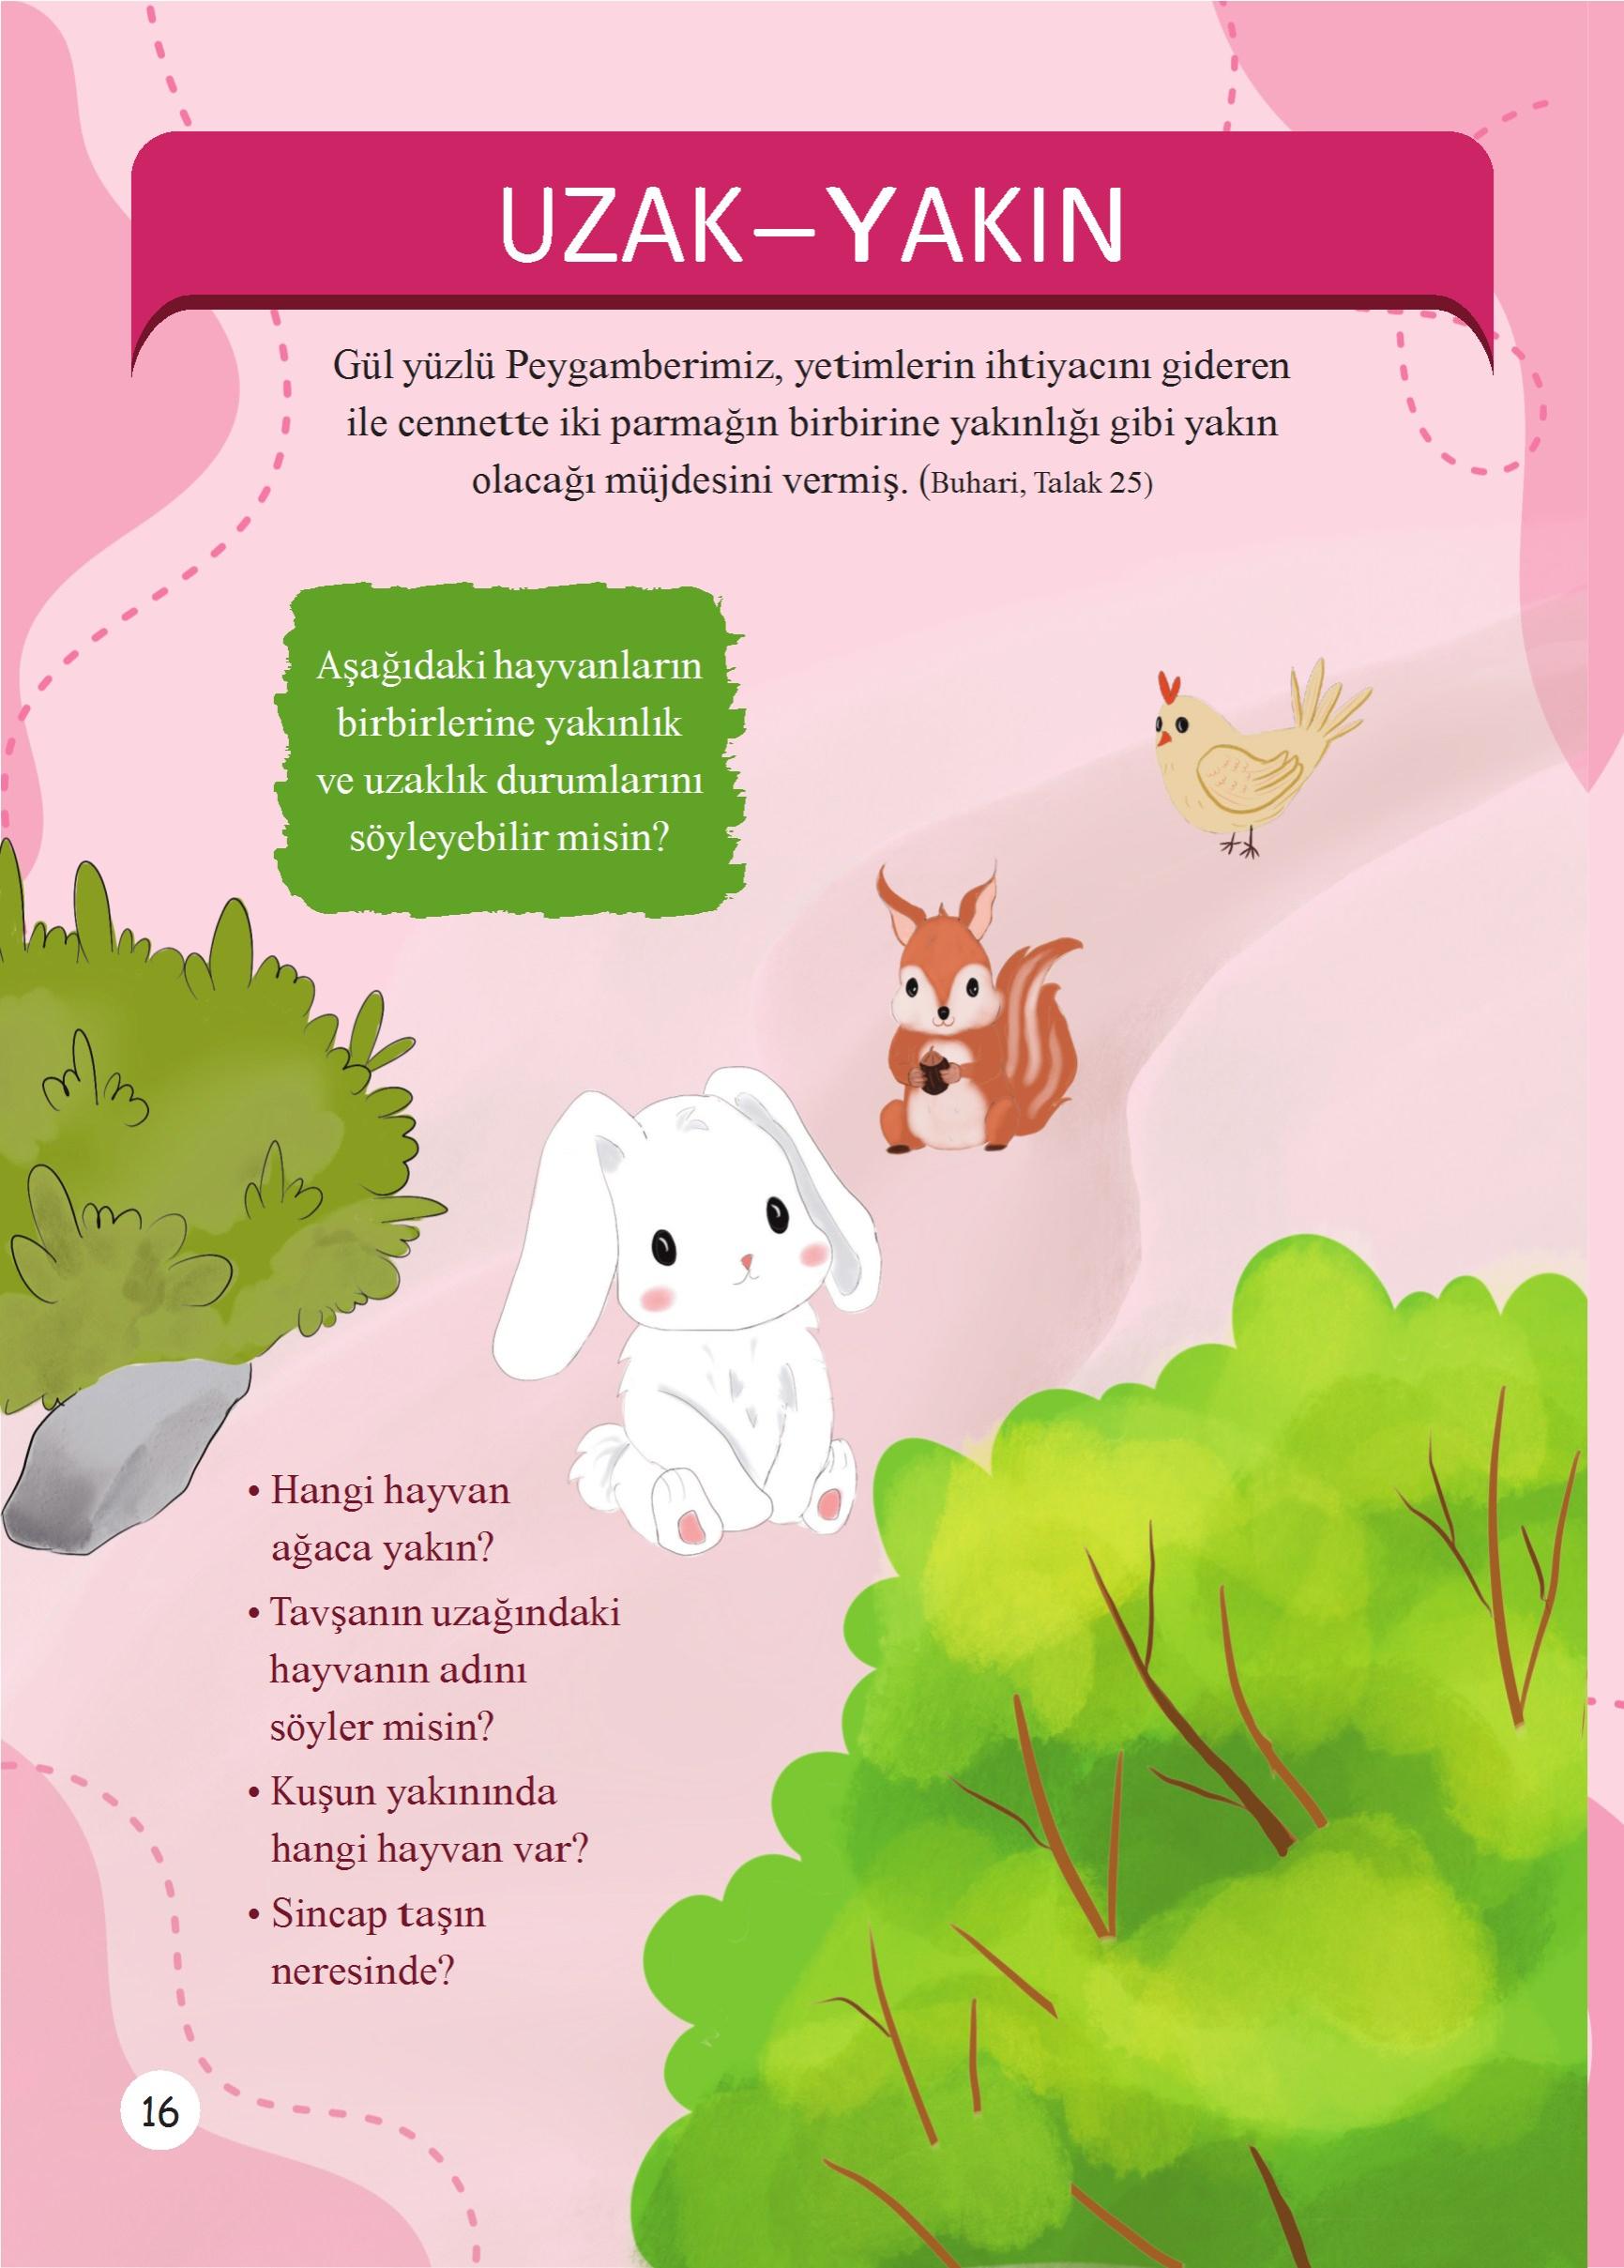 UZAK–YAKIN
Gül yüzlü Peygamberimiz, yetimlerin ihtiyacını gideren
ile cennette iki parmağın birbirine yakınlığı gibi yakın
olacağı müjdesini vermiş. (Buhari, Talak 25)
Aşağıdaki hayvanların
birbirlerine yakınlık
ve uzaklık durumlarını
söyleyebilir misin?
• Hangi hayvan
ağaca yakın?
• Tavşanın uzağındaki
hayvanın adını
söyler misin?
• Kuşun yakınında
hangi hayvan var?
• Sincap taşın
neresinde?
16